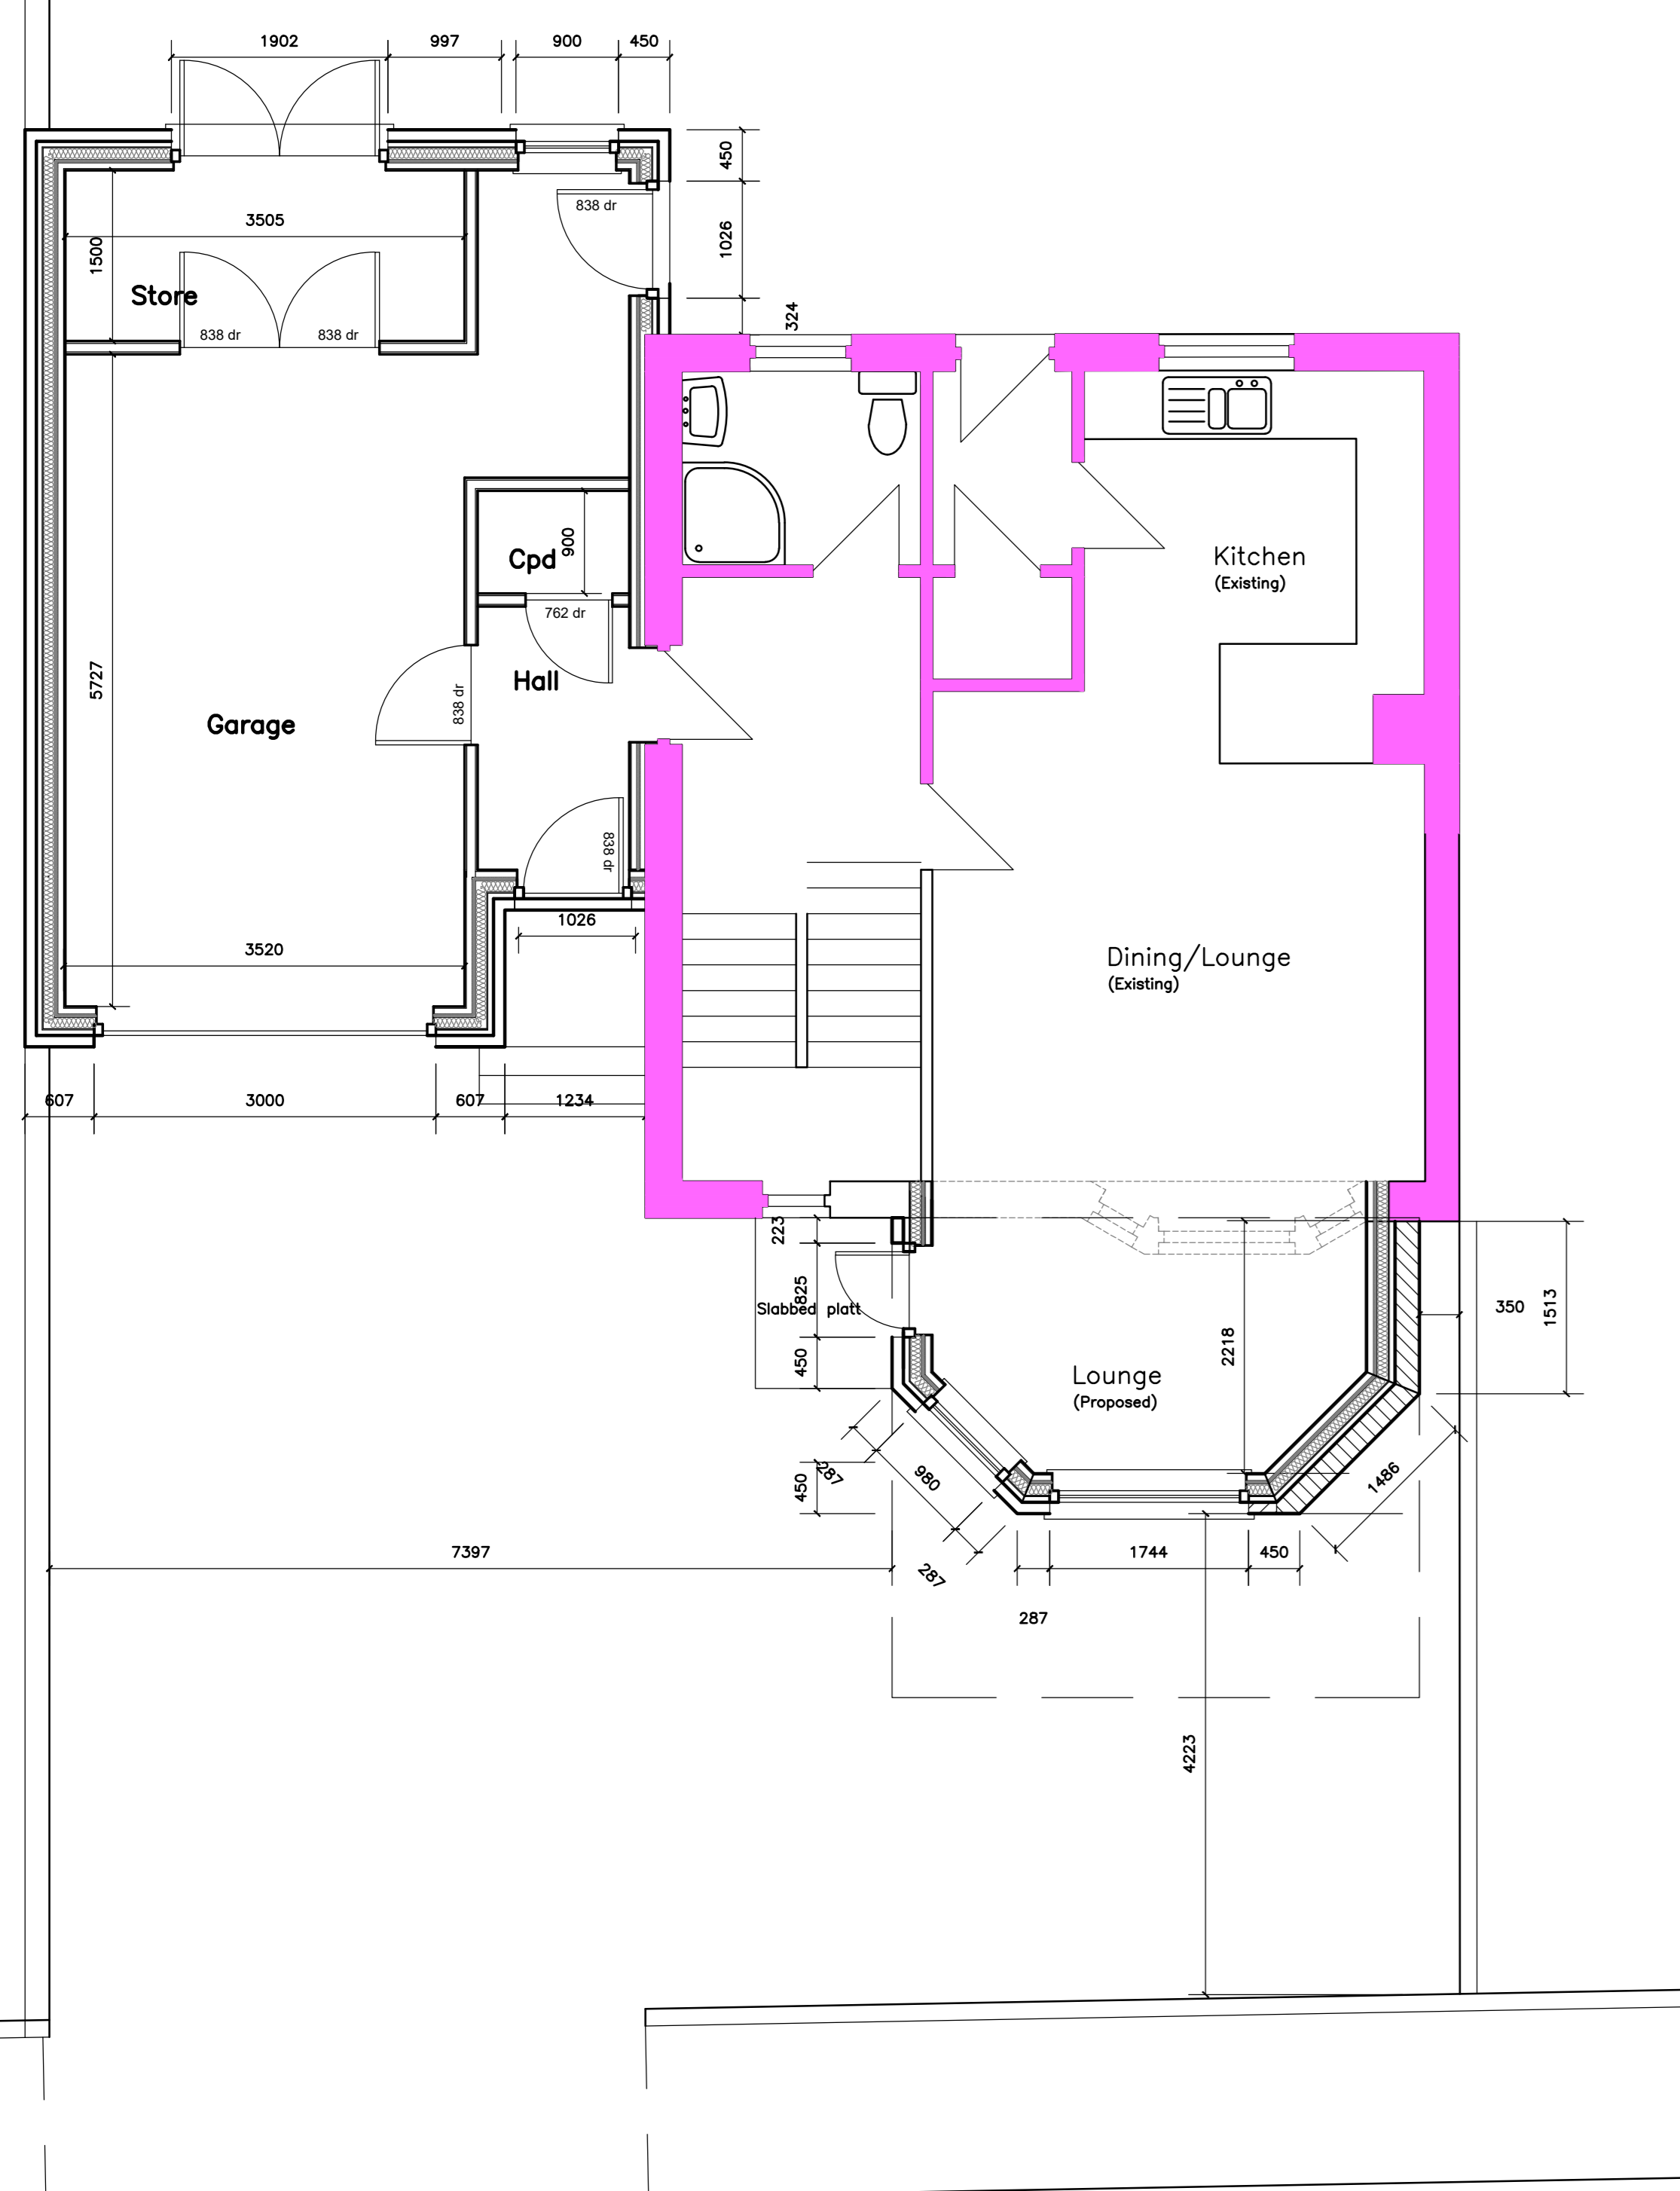 1902
997
900
450
450
838 dr
3505
1026
1500
Store
324
838 dr
838 dr
Cpd
900
Kitchen
(Existing)
762 dr
5727
Hall
838 dr
Garage
838 dr
1026
3520
Dining/Lounge
(Existing)
607
3000
607
1234
223
825
Slabbed platt
350
1513
2218
450
Lounge
(Proposed)
287
980
450
1486
7397
1744
450
287
287
4223